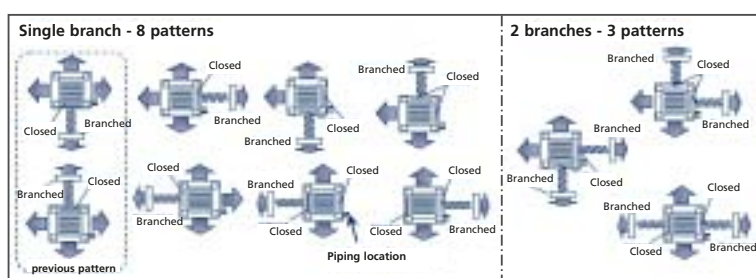 Single branch - 8 patterns
Closed
Branched
Branched
Closed
previous pattern
Closed
Branched
Closed
Branched
Branched
Closed
Closed
Branched
Branched
Closed
Closed
Piping location
Closed
Closed
Branched
2 branches - 3 patterns
Branched
Closed
Branched
Branched
Closed
Branched
Closed
Branched
Closed
Branched